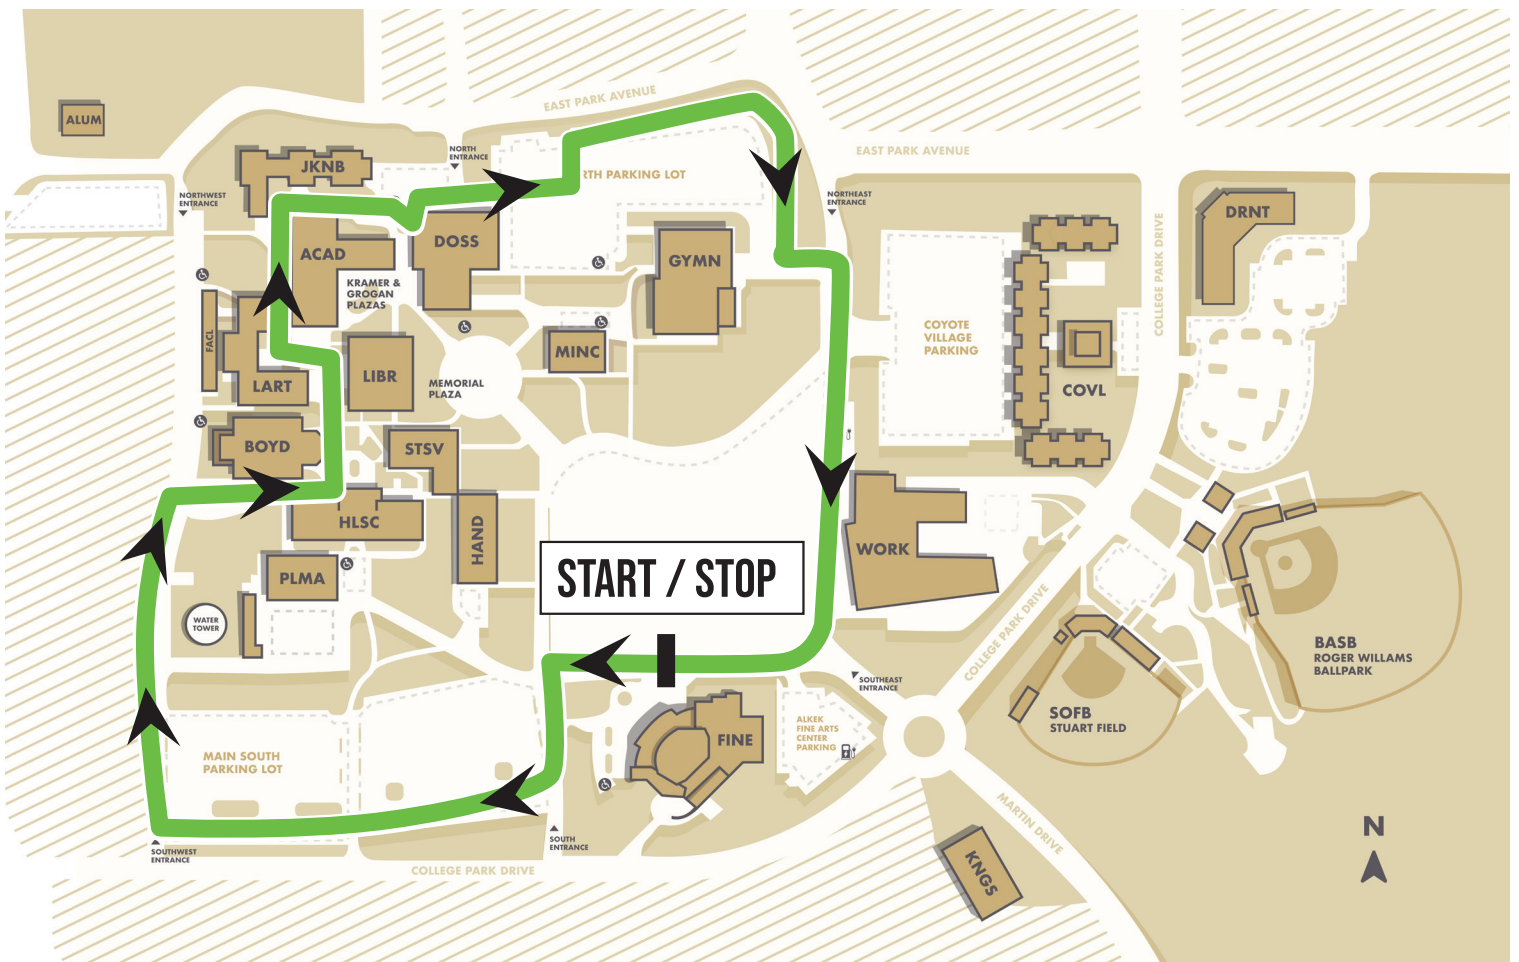 EAST PARK AVENUE
ALUM
NORTH
ENTRANCE
EAST PARK AVENUE
JKNB
RTH PARKING LOT
NORTHWEST
ENTRANCE
NORTHEAST
ENTRANCE
DRNT
DOSS
ACAD
GYMN
COLLEGE PARK DRIVE
KRAMER &
GROGAN
PLAZAS
FACL
COYOTE
VILLAGE
PARKING
MINC
LIBR
LART
MEMORIAL
PLAZA
COVL
BOYD
STSV
HLSC
HAND
WORK
PLMA
START / STOP
WATER
TOWER
COLLEGE PARK DRIVE
BASB
ROGER WILLAMS
BALLPARK
SOUTHEAST
ENTRANCE
SOFB
STUART FIELD
ALKEK
FINE ARTS
CENTER
PARKING
FINE
MAIN SOUTH
PARKING LOT
MARTIN DRIVE
N
SOUTH
ENTRANCE
SOUTHWEST
ENTRANCE
COLLEGE PARK DRIVE
KNGS